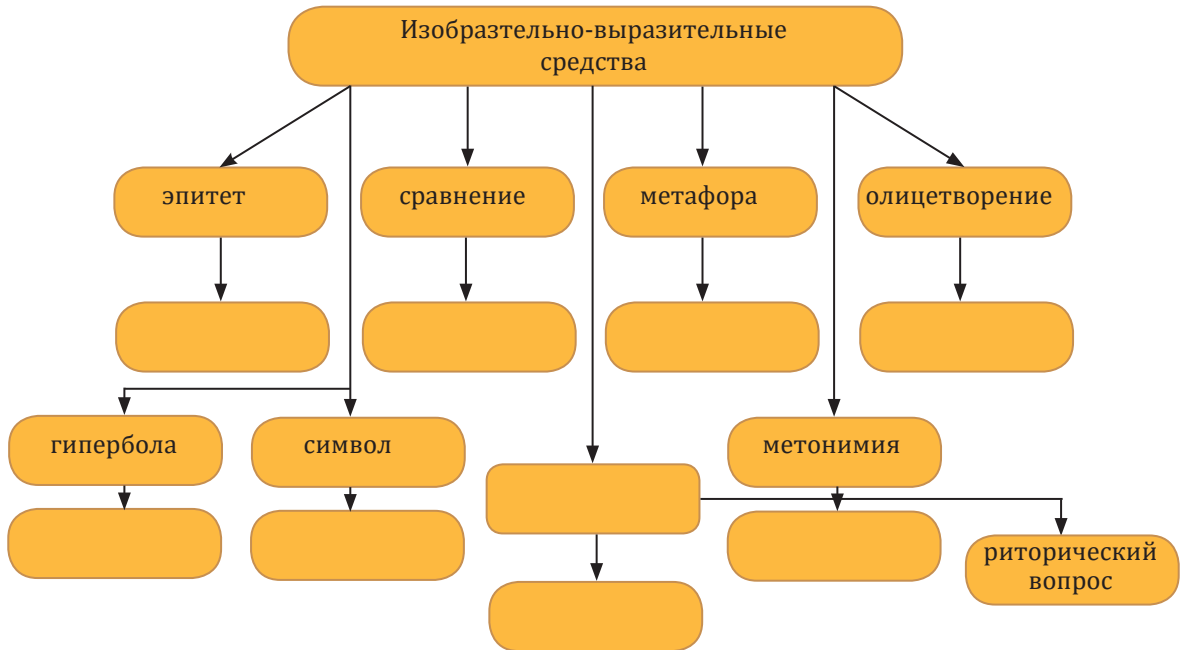 Изобразтельно-выразительные
средства
эпитет
сравнение
метафора
олицетворение
гипербола
символ
метонимия
риторический
вопрос